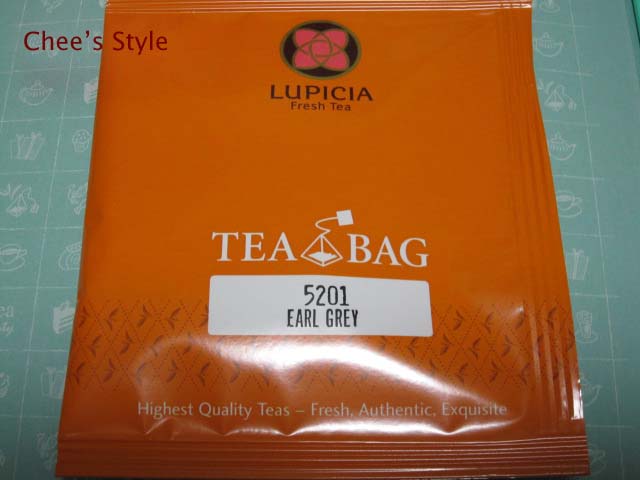 Chee's Style
LUPICIA
Fresh Tea
TEA BAG
5201
EARL GREY
Highest Quality Teas – Fresh, Authentic, Exquisite